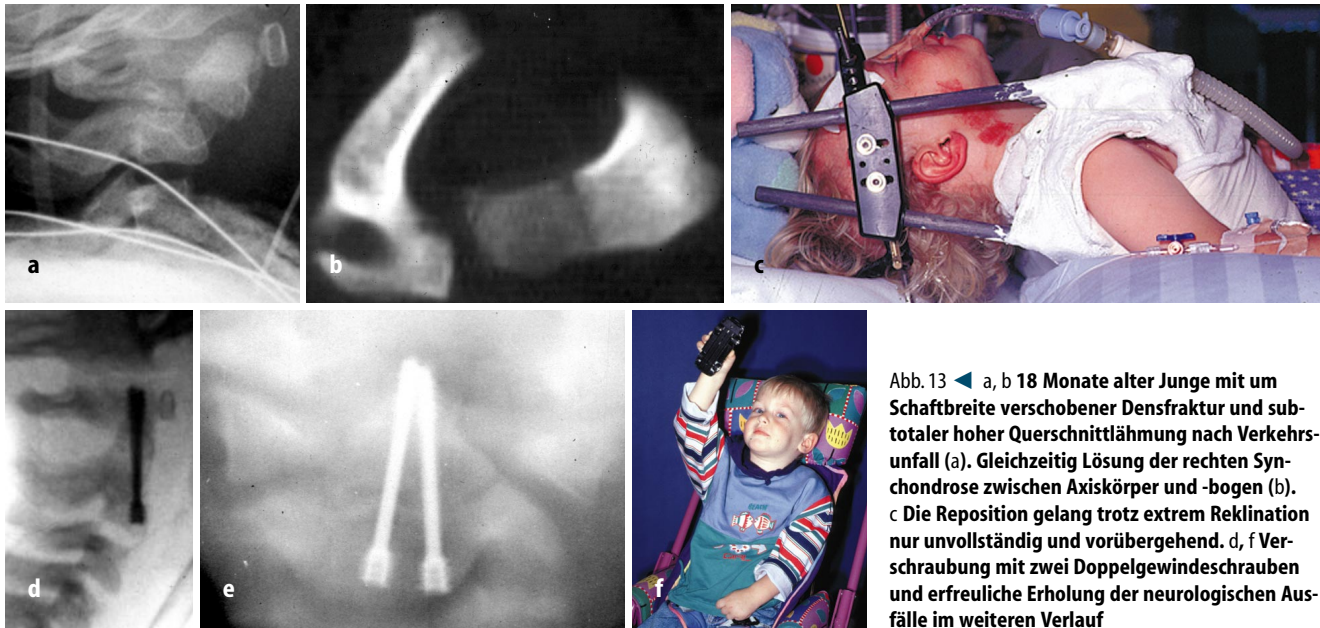 a
b
c
d
e
f
Abb. 13 ◀ a, b 18 Monate alter Junge mit um
Schaftbreite verschobener Densfraktur und sub-
totaler hoher Querschnittlähmung nach Verkehrs-
unfall (a). Gleichzeitig Lösung der rechten Syn-
chondrose zwischen Axiskörper und -bogen (b).
c Die Reposition gelang trotz extrem Reklination
nur unvollständig und vorübergehend. d, f Ver-
schraubung mit zwei Doppelgewindeschrauben
und erfreuliche Erholung der neurologischen Aus-
fälle im weiteren Verlauf